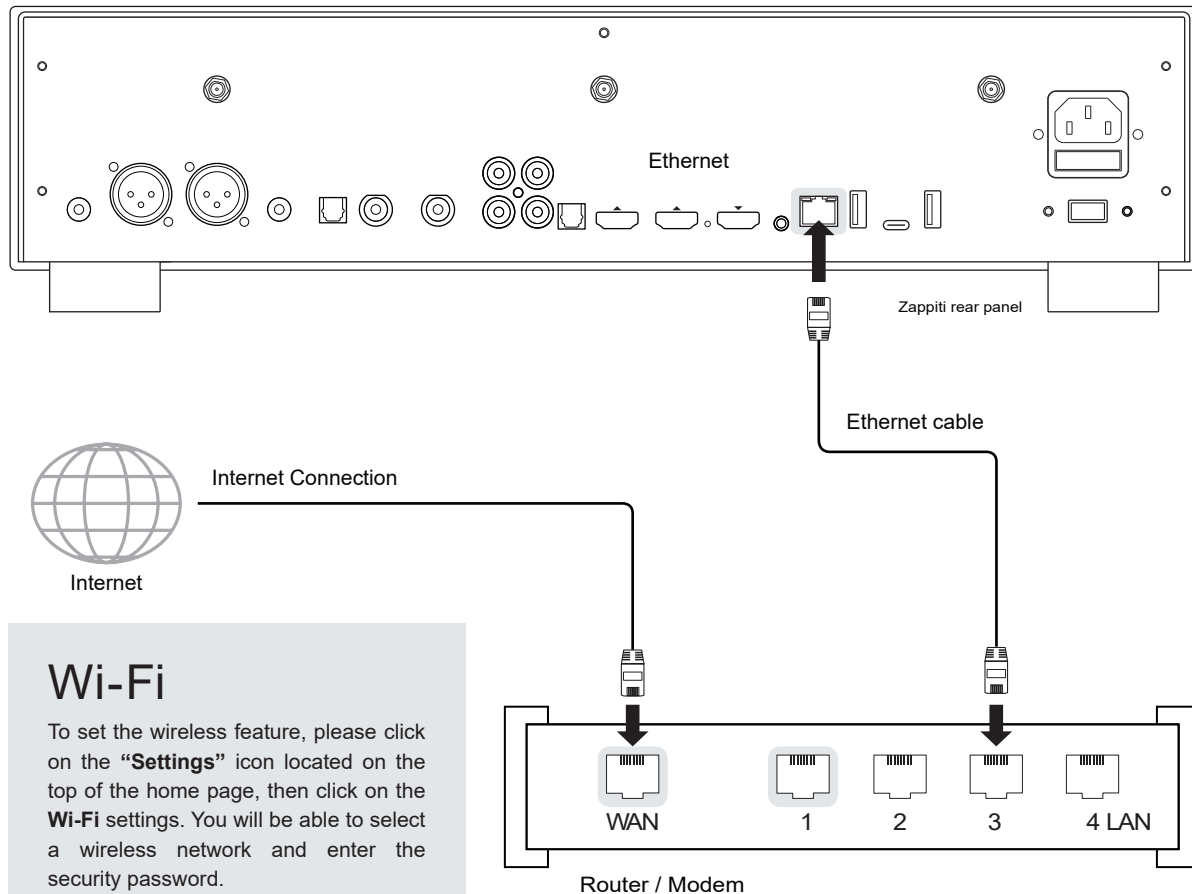 Ethernet
Zappiti rear panel
Ethernet cable
Internet Connection
Internet
Wi-Fi
To set the wireless feature, please click
on the “Settings” icon located on the
top of the home page, then click on the
Wi-Fi settings. You will be able to select
a wireless network and enter the
security password.
WAN 1 2 3 4 LAN
Router / Modem